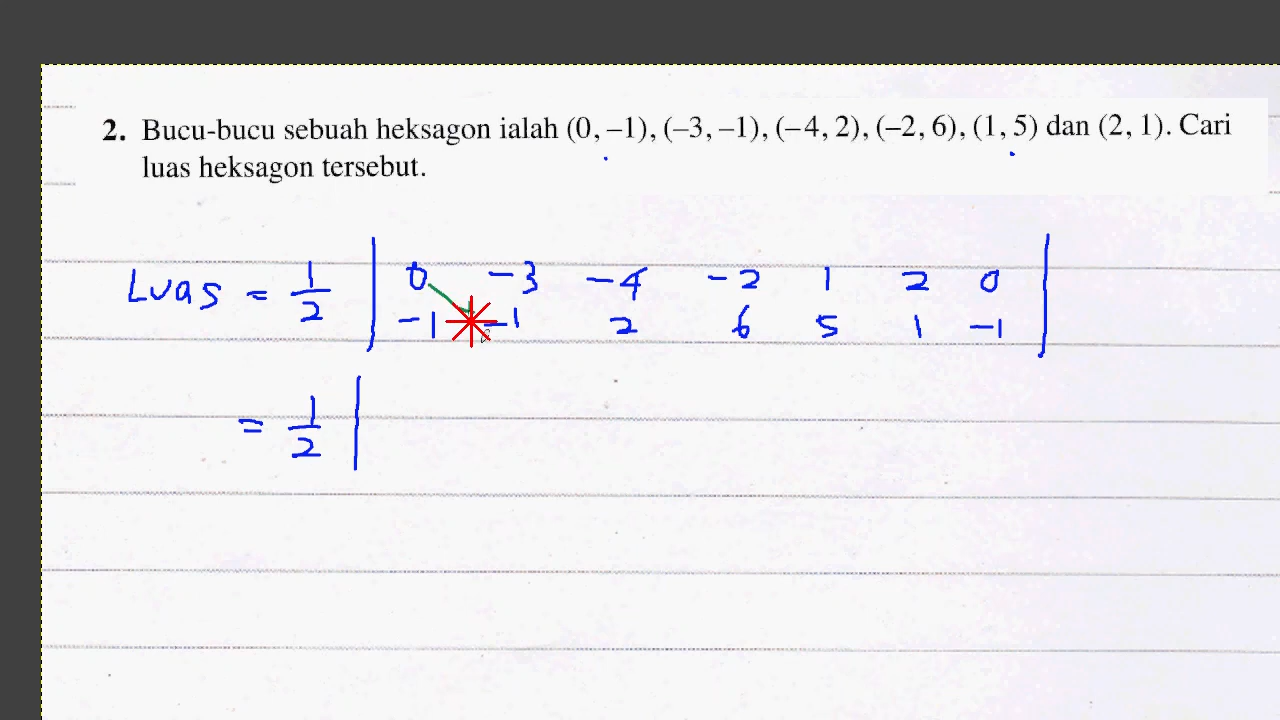 2. Bucu-bucu sebuah heksagon ialah (0, –1), (–3, –1), (–4, 2), (–2, 6), (1, 5) dan (2, 1). Cari
luas heksagon tersebut.
Luas = 1/2 | 0 -3 -4 -2 1 2 0 |
-1 -1 2 6 5 1 -1
= 1/2 |